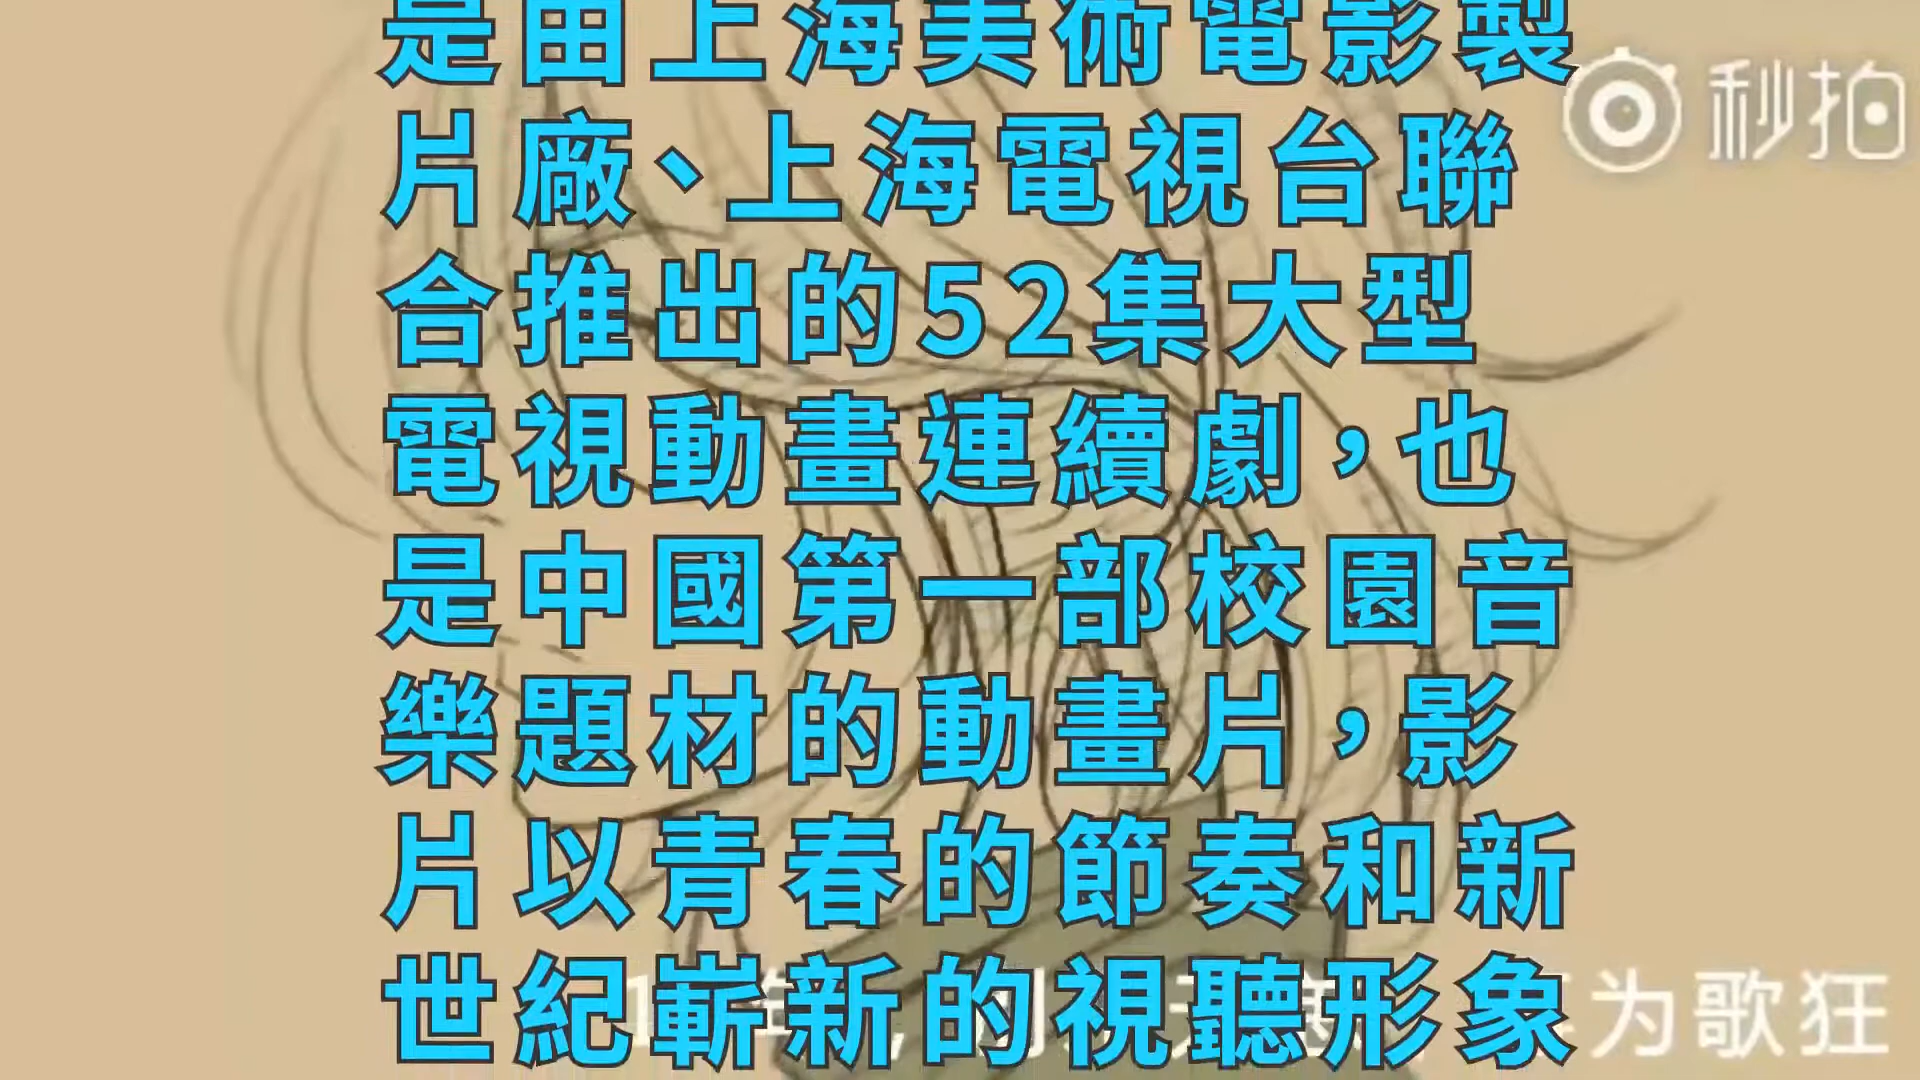 是由上海美術電影製
秒拍
片廠、上海電視台聯
合推出的52集大型
電視動畫連續劇，也
是中國第一部校園音
樂題材的動畫片，影
片以青春的節奏和新
世紀嶄新的視聽形象
为歌狂